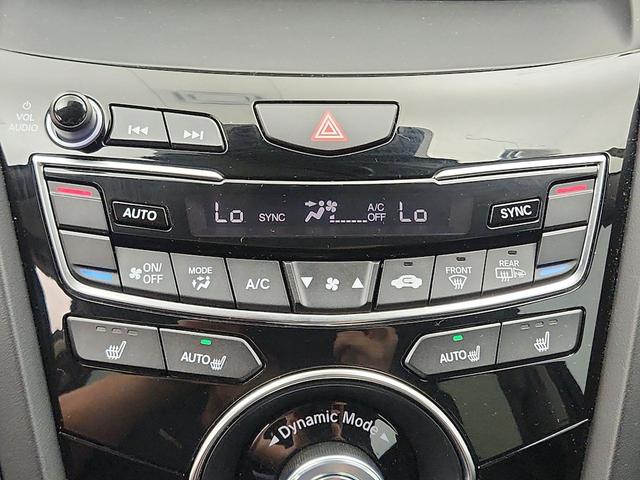 VOL
AUDIO
AUTO
Lo SYNC A/C OFF Lo
SYNC
ON/OFF
MODE
A/C
FRONT
REAR
AUTO
AUTO
Dynamic Mode